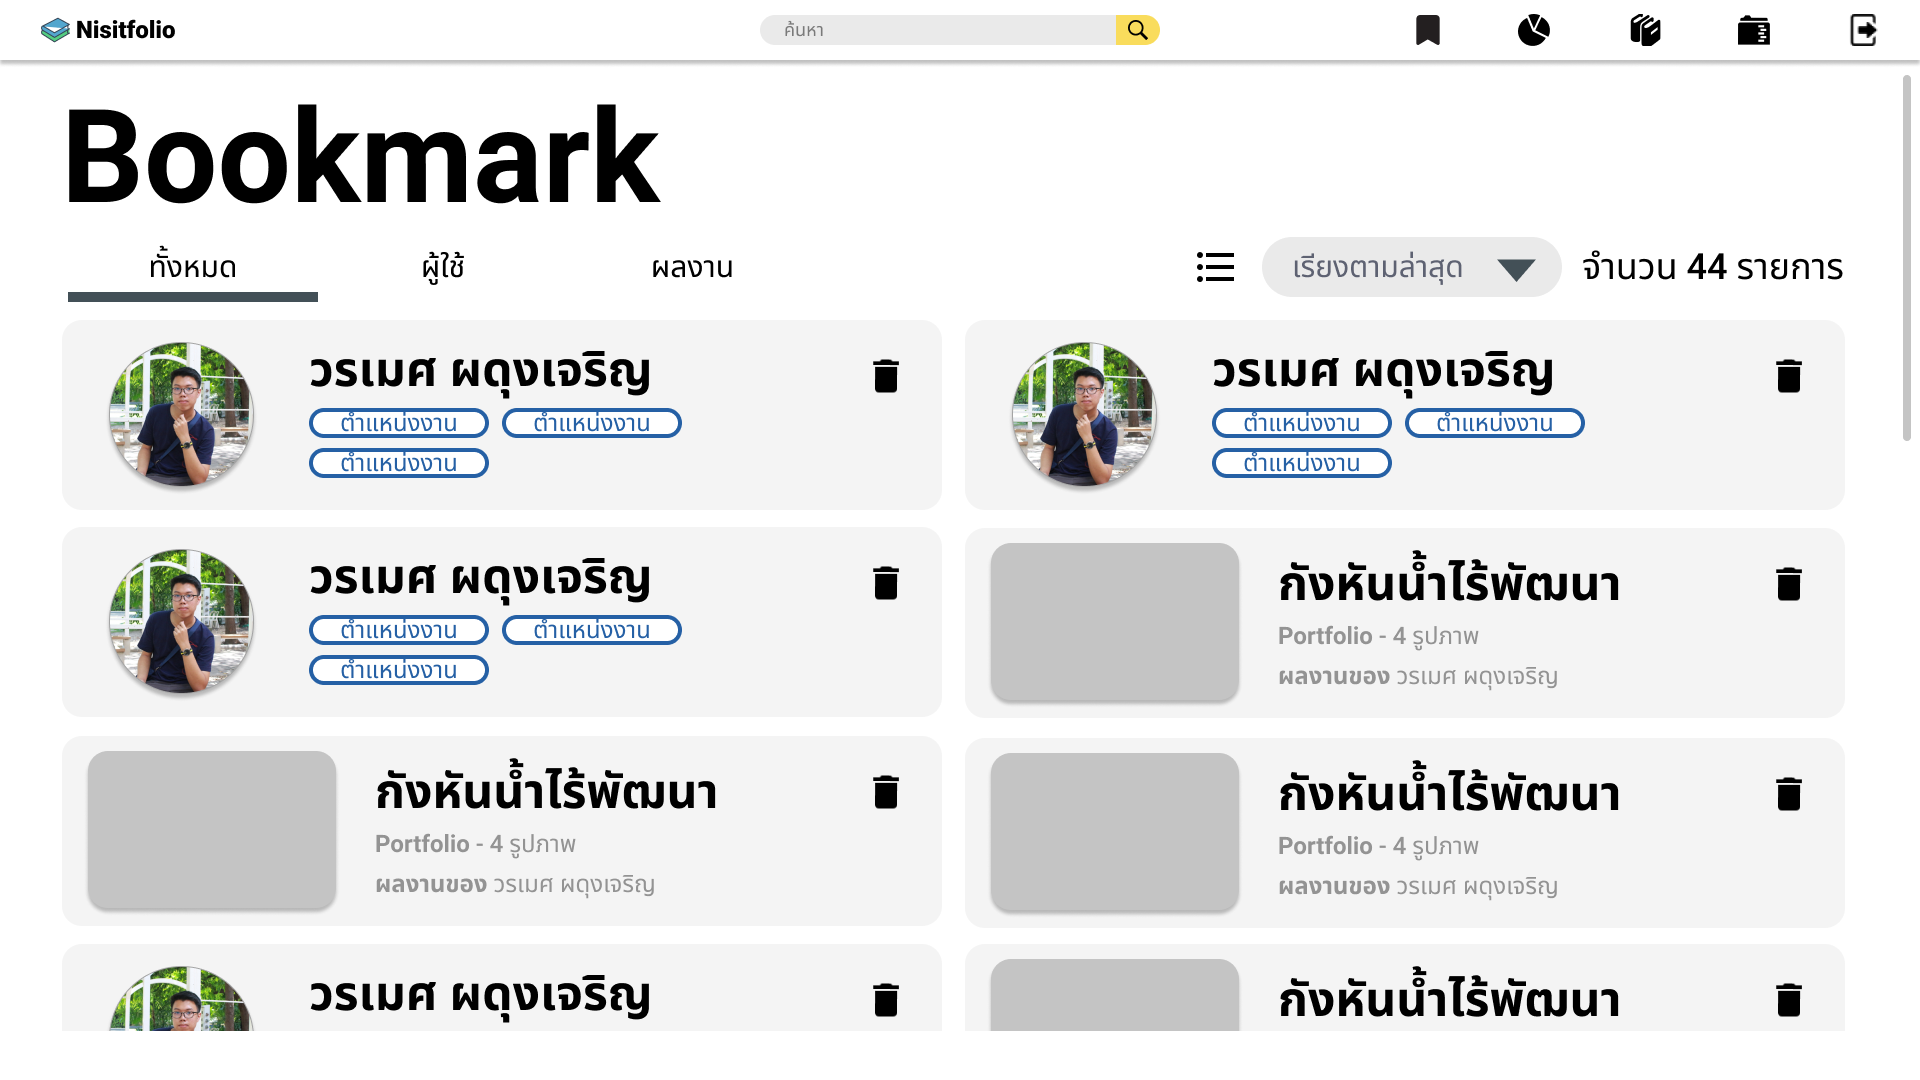 Nisitfolio
ค้นหา
Bookmark
ทั้งหมด
ผู้ใช้
ผลงาน
เรียงตามล่าสุด
จำนวน 44 รายการ
วรเมศ ผดุงเจริญ
ตำแหน่งงาน ตำแหน่งงาน
ตำแหน่งงาน
วรเมศ ผดุงเจริญ
ตำแหน่งงาน ตำแหน่งงาน
ตำแหน่งงาน
วรเมศ ผดุงเจริญ
ตำแหน่งงาน ตำแหน่งงาน
ตำแหน่งงาน
กังหันน้ำไร้พัฒนา
Portfolio - 4 รูปภาพ
ผลงานของ วรเมศ ผดุงเจริญ
กังหันน้ำไร้พัฒนา
Portfolio - 4 รูปภาพ
ผลงานของ วรเมศ ผดุงเจริญ
กังหันน้ำไร้พัฒนา
Portfolio - 4 รูปภาพ
ผลงานของ วรเมศ ผดุงเจริญ
วรเมศ ผดุงเจริญ
กังหันน้ำไร้พัฒนา